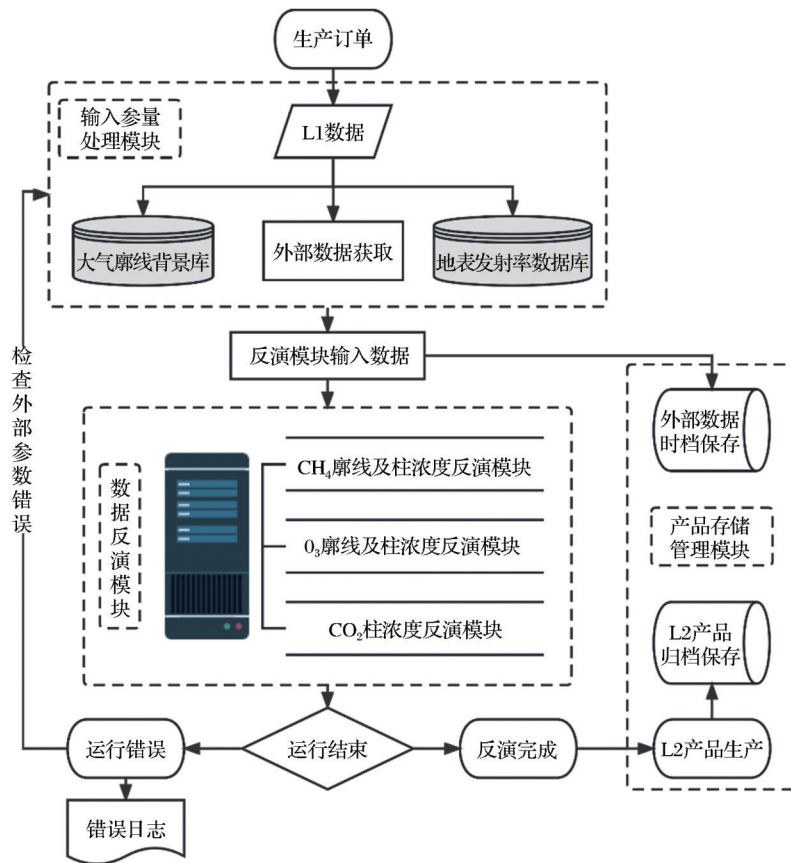 生产订单
输入参量
处理模块
L1数据
大气廓线背景库
外部数据获取
地表发射率数据库
反演模块输入数据
检查外部参数错误
外部数据
时档保存
数据反演模块
CH₄廓线及柱浓度反演模块
O₃廓线及柱浓度反演模块
CO₂柱浓度反演模块
产品存储
管理模块
L2产品
归档保存
运行错误
运行结束
反演完成
L2产品生产
错误日志